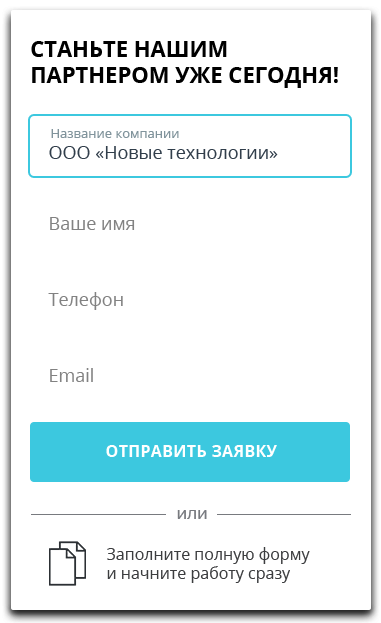 СТАНЬТЕ НАШИМ
ПАРТНЕРОМ УЖЕ СЕГОДНЯ!
Название компании
ООО «Новые технологии»
Ваше имя
Телефон
Email
ОТПРАВИТЬ ЗАЯВКУ
или
Заполните полную форму
и начните работу сразу